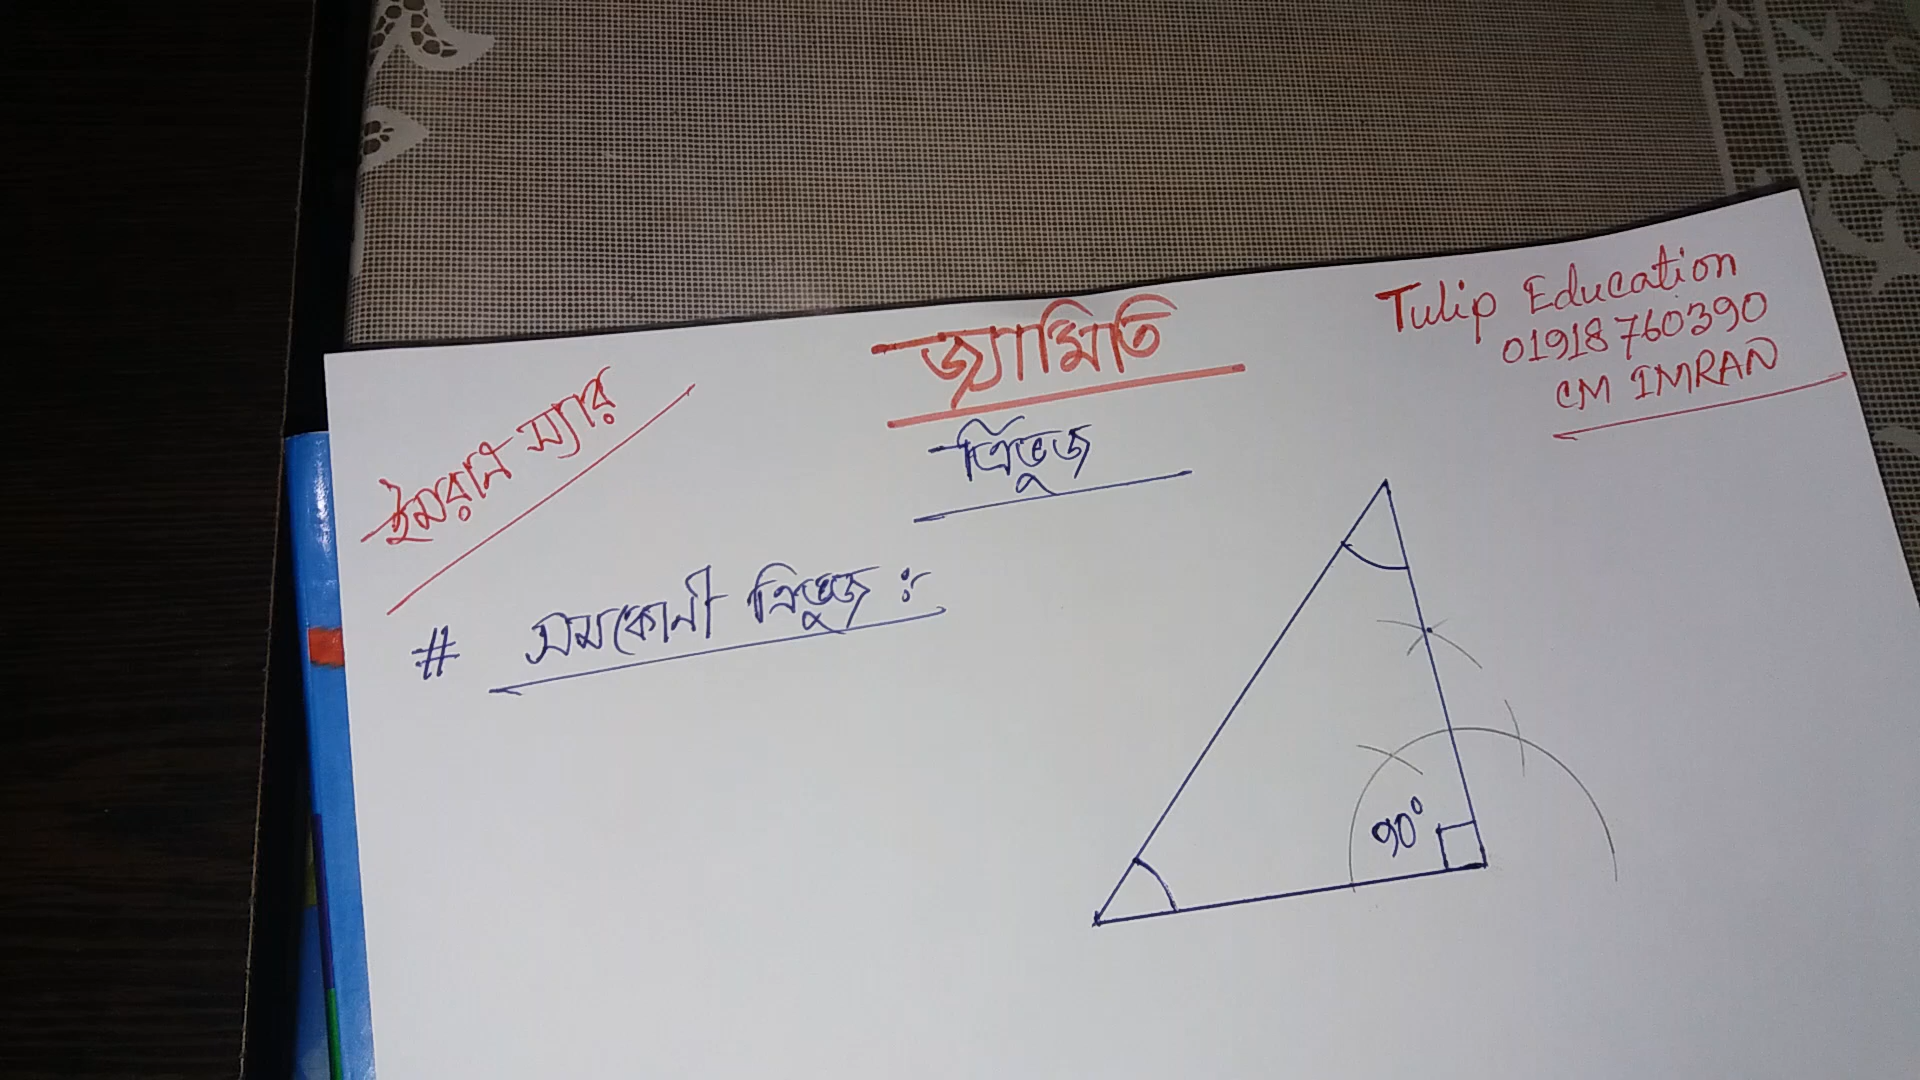 জ্যামিতি
Tulip Education
01918760390
CM IMRAN
ইমরান স্যার
ত্রিভুজ
# সমকোনী ত্রিভুজ :
90°